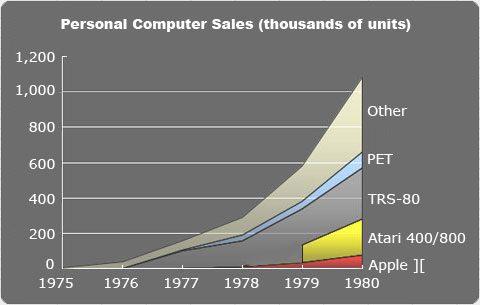 Personal Computer Sales (thousands of units)
1,200
1,000
800
600
400
200
0
Other
PET
TRS-80
Atari 400/800
Apple ][
1975 1976 1977 1978 1979 1980